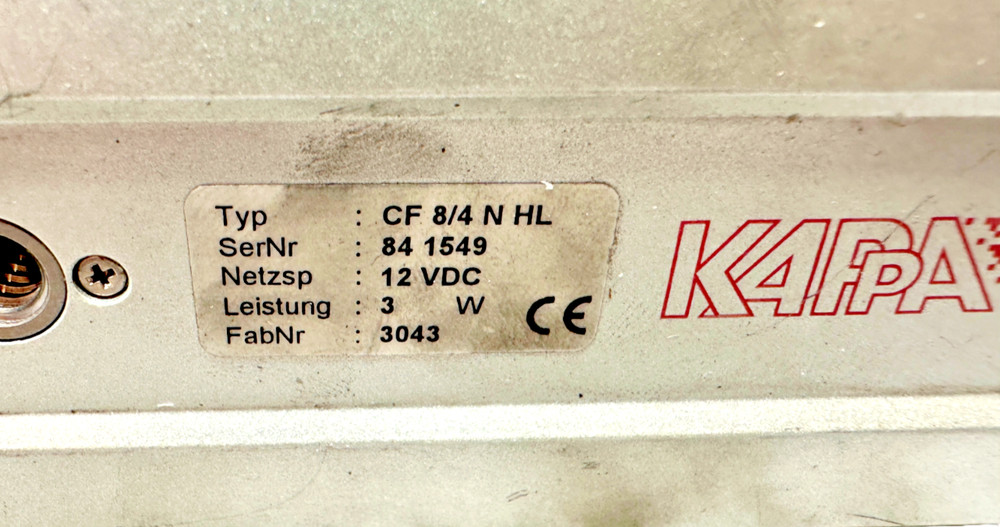 Typ : CF 8/4 N HL
SerNr : 84 1549
Netzsp : 12 VDC
Leistung : 3 W
FabNr : 3043
CE
KAPPA